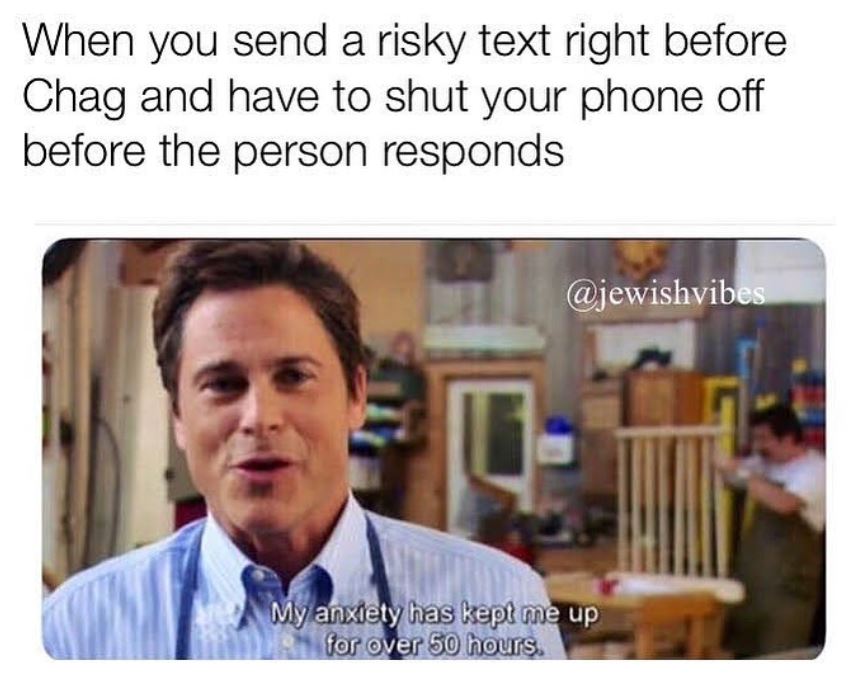 When you send a risky text right before
Chag and have to shut your phone off
before the person responds
@jewishvibes
My anxiety has kept me up
for over 50 hours.